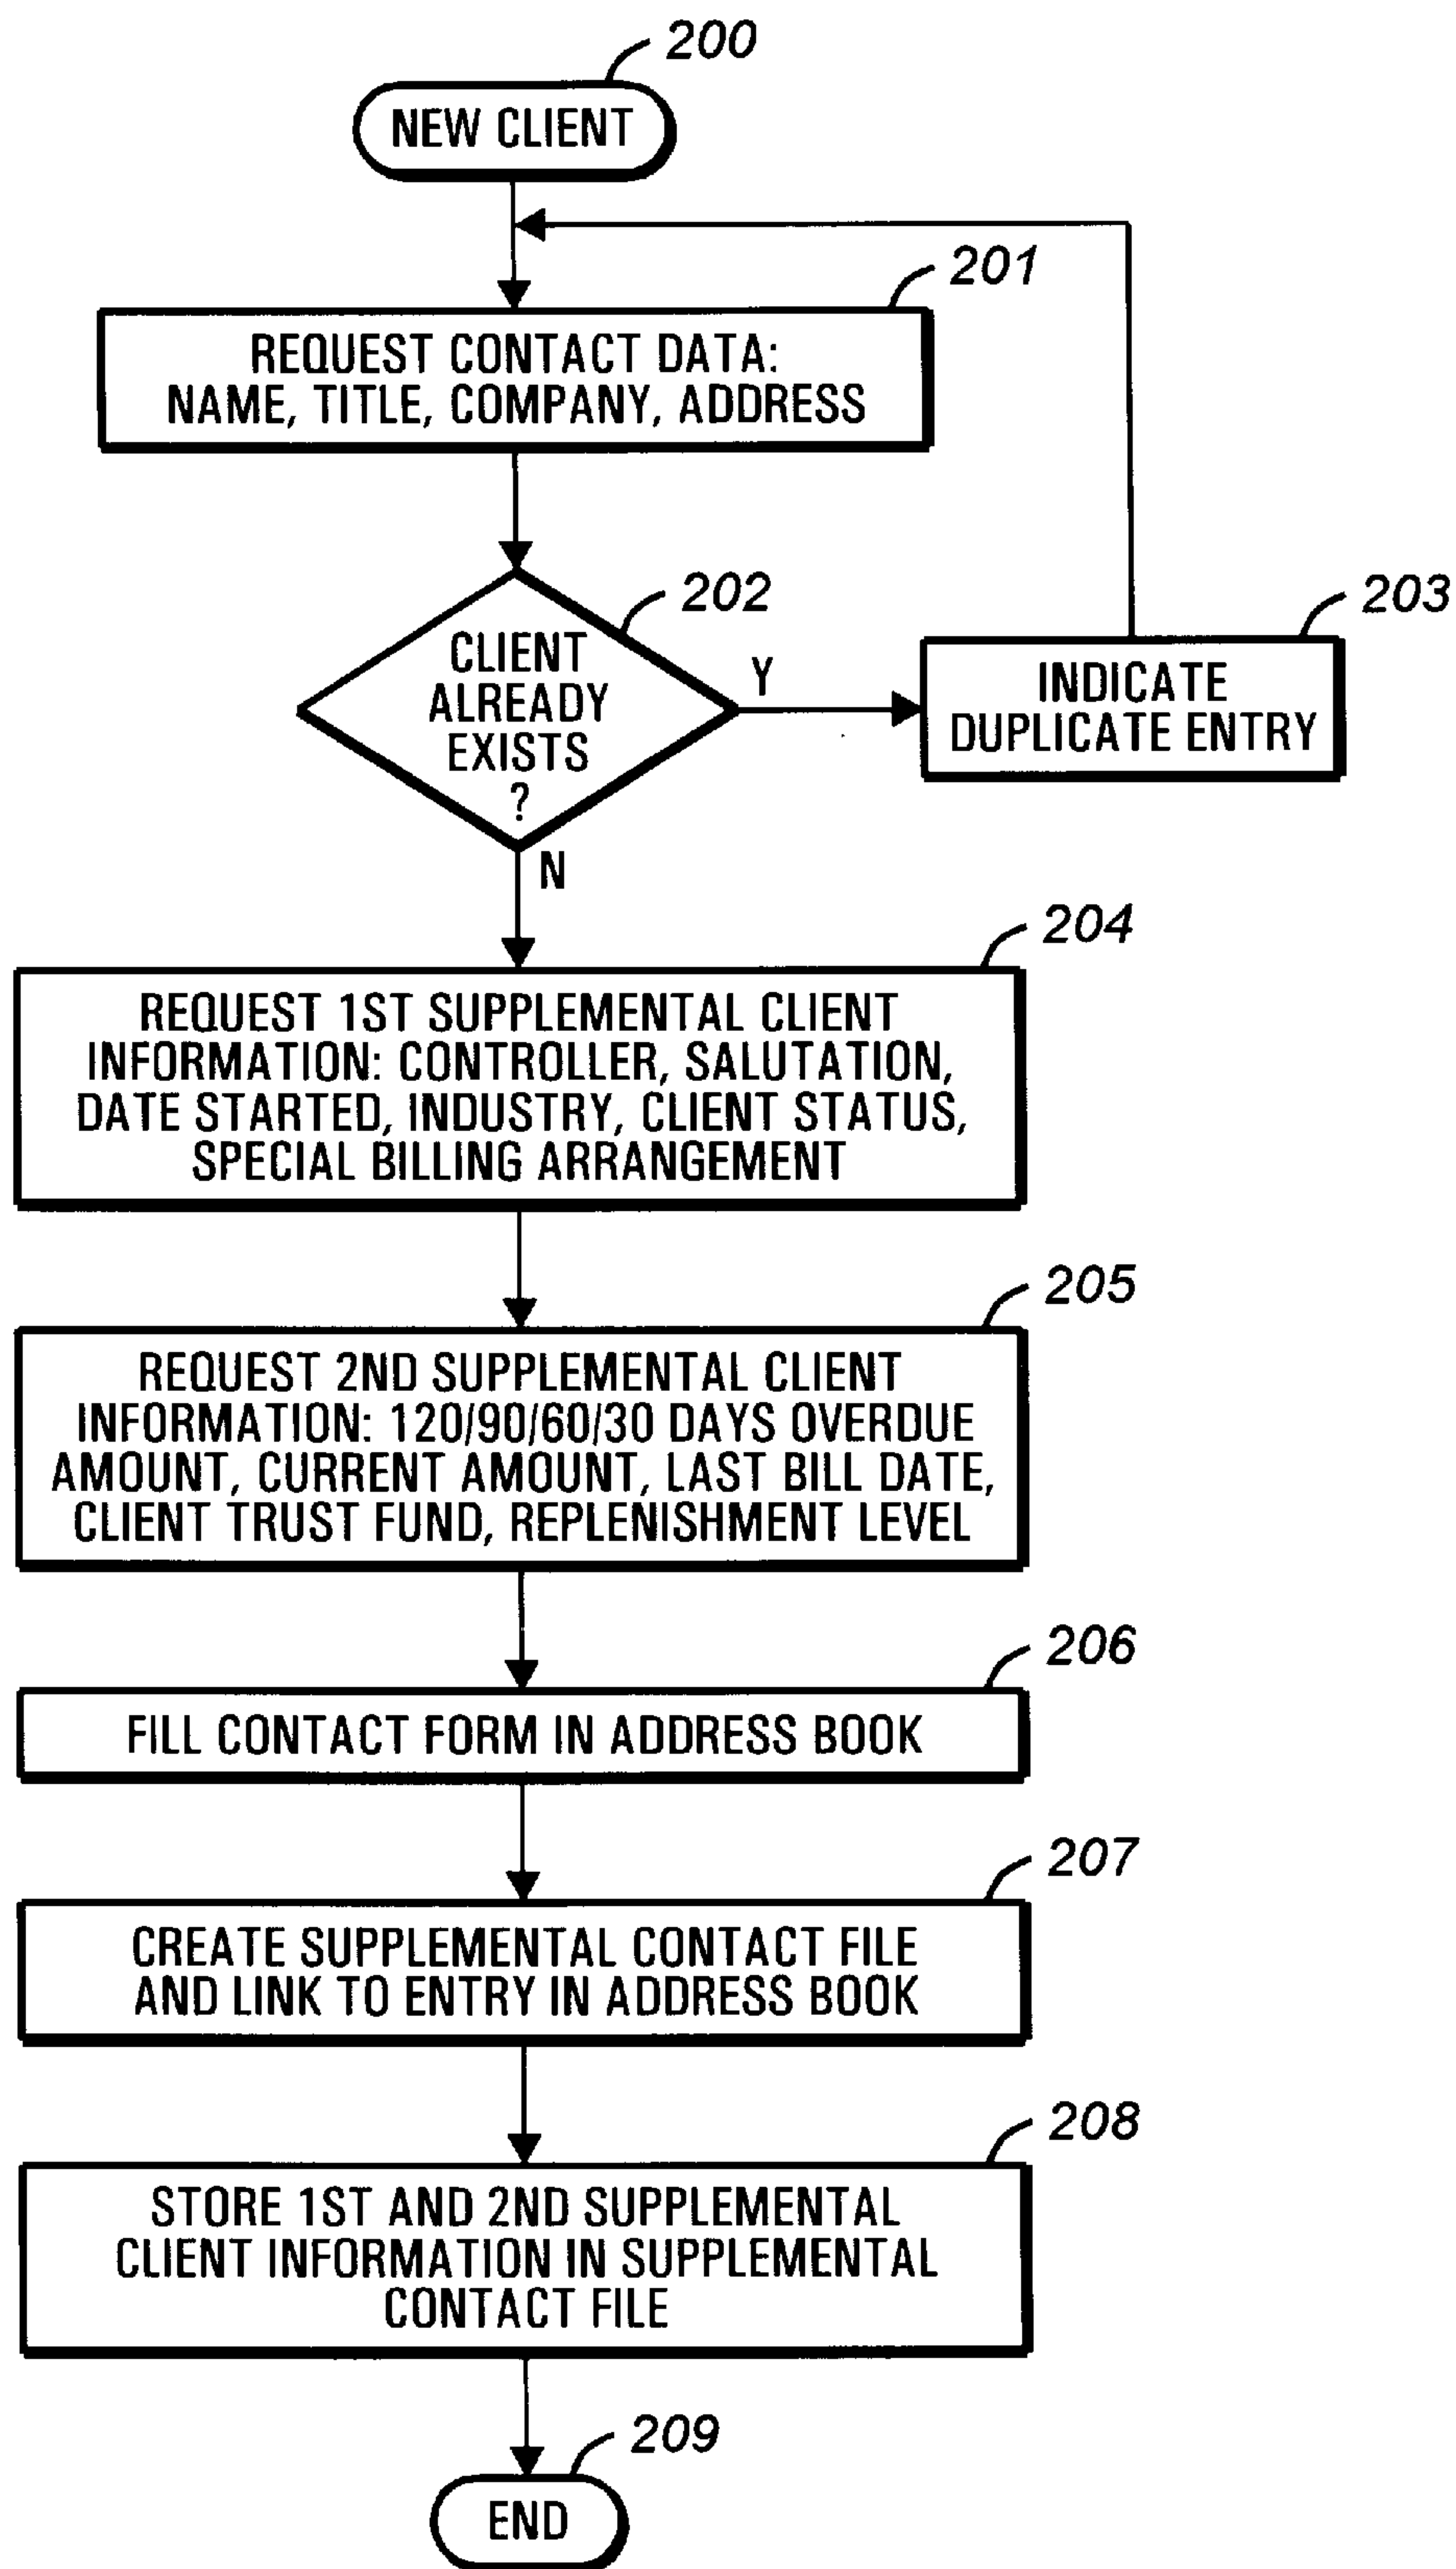 200
NEW CLIENT
201
REQUEST CONTACT DATA:
NAME, TITLE, COMPANY, ADDRESS
202
CLIENT
ALREADY
EXISTS
?
Y
N
203
INDICATE
DUPLICATE ENTRY
204
REQUEST 1ST SUPPLEMENTAL CLIENT
INFORMATION: CONTROLLER, SALUTATION,
DATE STARTED, INDUSTRY, CLIENT STATUS,
SPECIAL BILLING ARRANGEMENT
205
REQUEST 2ND SUPPLEMENTAL CLIENT
INFORMATION: 120/90/60/30 DAYS OVERDUE
AMOUNT, CURRENT AMOUNT, LAST BILL DATE,
CLIENT TRUST FUND, REPLENISHMENT LEVEL
206
FILL CONTACT FORM IN ADDRESS BOOK
207
CREATE SUPPLEMENTAL CONTACT FILE
AND LINK TO ENTRY IN ADDRESS BOOK
208
STORE 1ST AND 2ND SUPPLEMENTAL
CLIENT INFORMATION IN SUPPLEMENTAL
CONTACT FILE
209
END